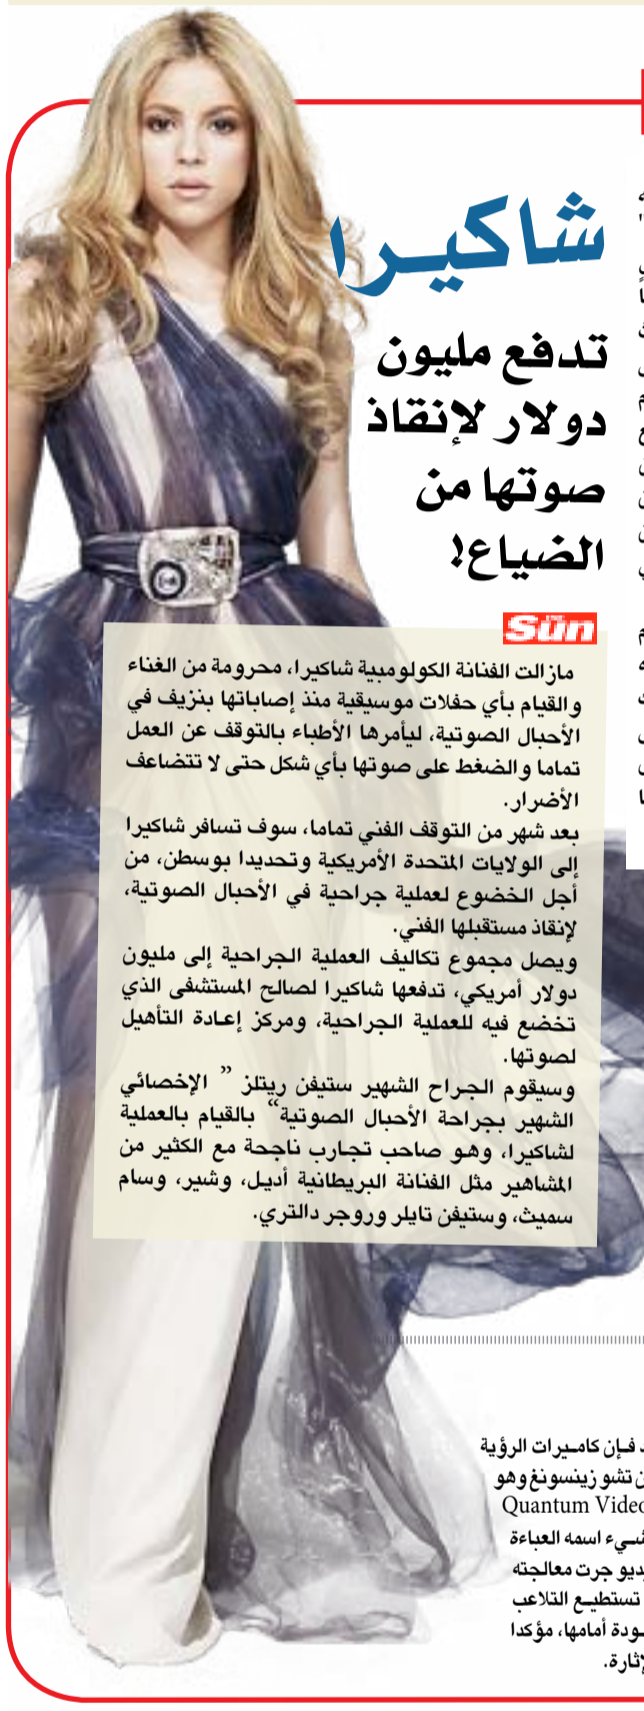 شاكيـرا
تدفع مليون
دولار لإنقاذ
صوتها من
الضياع!
Sün
مازالت الفنانة الكولومبية شاكيرا، محرومة من الغناء
والقيام بأي حفلات موسيقية منذ إصاباتها بنزيف في
الأحبال الصوتية، ليأمرها الأطباء بالتوقف عن العمل
تماما والضغط على صوتها بأي شكل حتى لا تتضاعف
الأضرار.
بعد شهر من التوقف الفني تماما، سوف تسافر شاكيرا
إلى الولايات المتحدة الأمريكية وتحديدا بوسطن، من
أجل الخضوع لعملية جراحية في الأحبال الصوتية،
لإنقاذ مستقبلها الفني.
ويصل مجموع تكاليف العملية الجراحية إلى مليون
دولار أمريكي، تدفعها شاكيرا لصالح المستشفى الذي
تخضع فيه للعملية الجراحية، ومركز إعادة التأهيل
لصوتها.
وسيقوم الجراح الشهير ستيفن ريتلز ” الإخصائي
الشهير بجراحة الأحبال الصوتية“ بالقيام بالعملية
لشاكيرا، وهو صاحب تجارب ناجحة مع الكثير من
المشاهير مثل الفنانة البريطانية أديل، وشير، وسام
سميث، وستيفن تايلر وروجر دالتري.
فإن كاميرات الرؤية
تشو زينسونغ وهو
Quantum Video
اسمه العباءة
جرت معالجته
تستطيع التلاعب
أمامها، مؤكدا